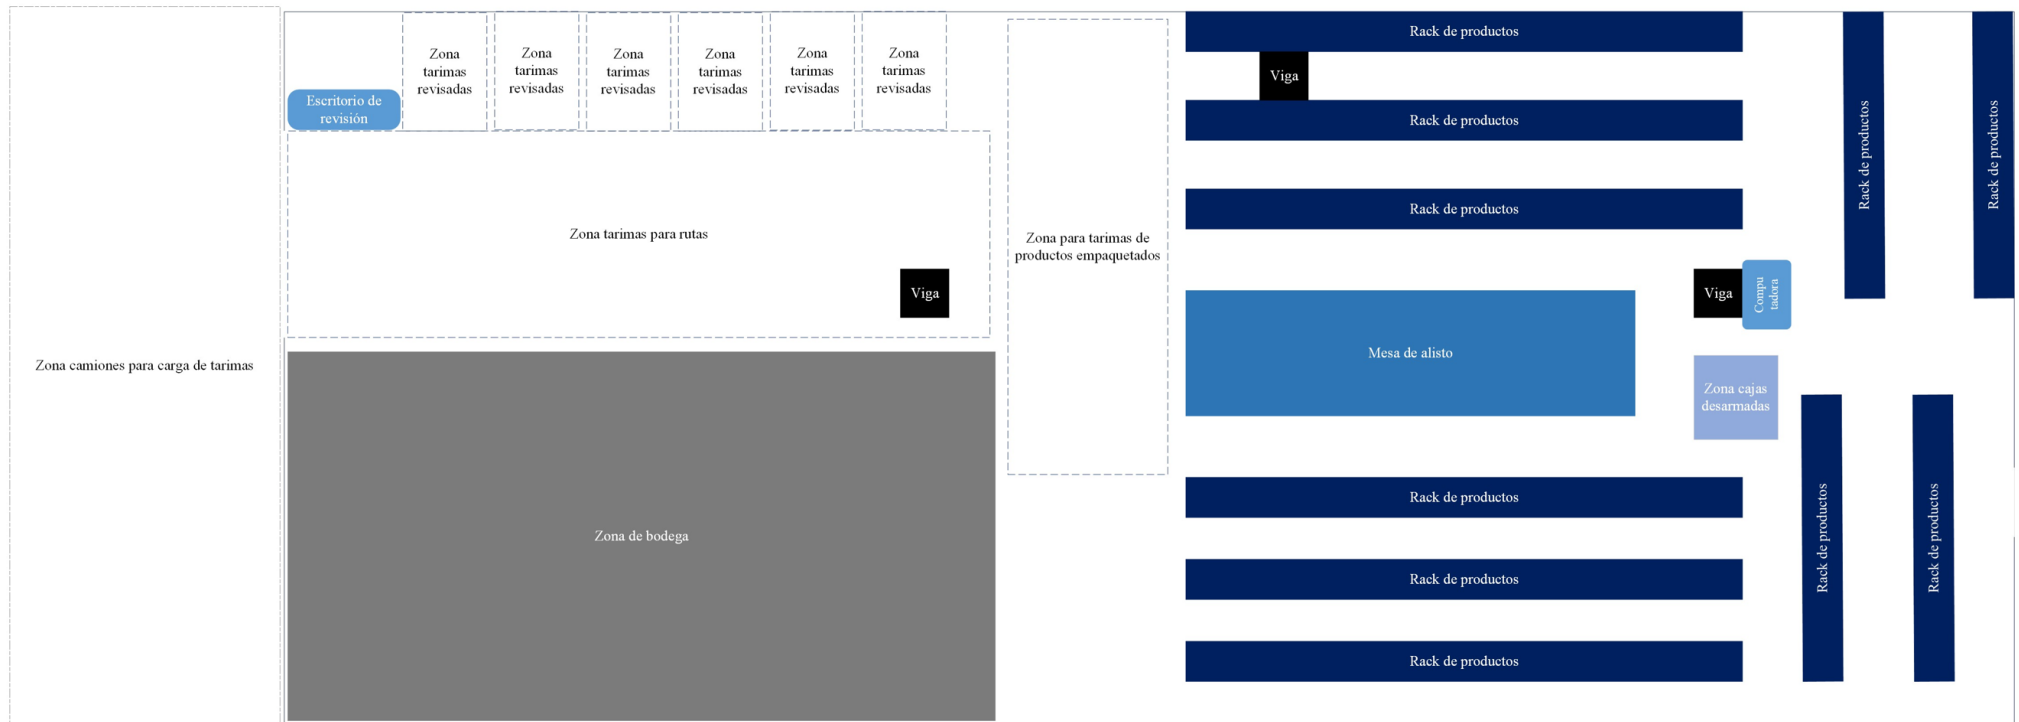 Zona camiones para carga de tarimas
Escritorio de
revisión
Zona
tarimas
revisadas
Zona
tarimas
revisadas
Zona
tarimas
revisadas
Zona
tarimas
revisadas
Zona
tarimas
revisadas
Zona
tarimas
revisadas
Zona tarimas para rutas
Viga
Zona de bodega
Zona para tarimas de
productos empaquetados
Rack de productos
Viga
Rack de productos
Rack de productos
Mesa de alisto
Viga
Compu
tadora
Zona cajas
desarmadas
Rack de productos
Rack de productos
Rack de productos
Rack de productos
Rack de productos
Rack de productos
Rack de productos